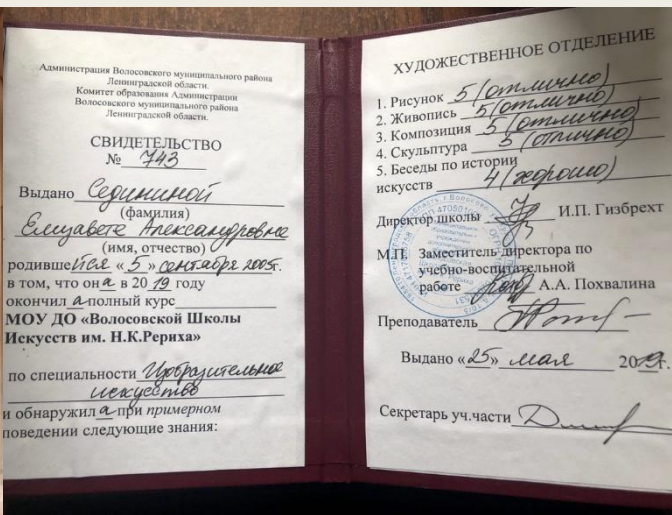 Администрация Волосовского муниципального района
Ленинградской области.
Комитет образования Администрации
Волосовского муниципального района
Ленинградской области.
СВИДЕТЕЛЬСТВО
№ 743
Выдано Седининой
(фамилия)
Елизавете Александровне
(имя, отчество)
родившейся «5» сентября 2005г.
в том, что она в 2019 году
окончила полный курс
МОУ ДО «Волосовской Школы
Искусств им. Н.К.Рериха»
по специальности Изобразительное
искусство
и обнаружила при примерном
поведении следующие знания:
ХУДОЖЕСТВЕННОЕ ОТДЕЛЕНИЕ
1. Рисунок 5 (отлично)
2. Живопись 5 (отлично)
3. Композиция 5 (отлично)
4. Скульптура 5 (отлично)
5. Беседы по истории
искусств 4 (хорошо)
Директор школы И.П. Гизбрехт
М.П. Заместитель директора по
учебно-воспитательной
работе А.А. Похвалина
Преподаватель
Выдано «25» мая 2019г.
Секретарь уч.части